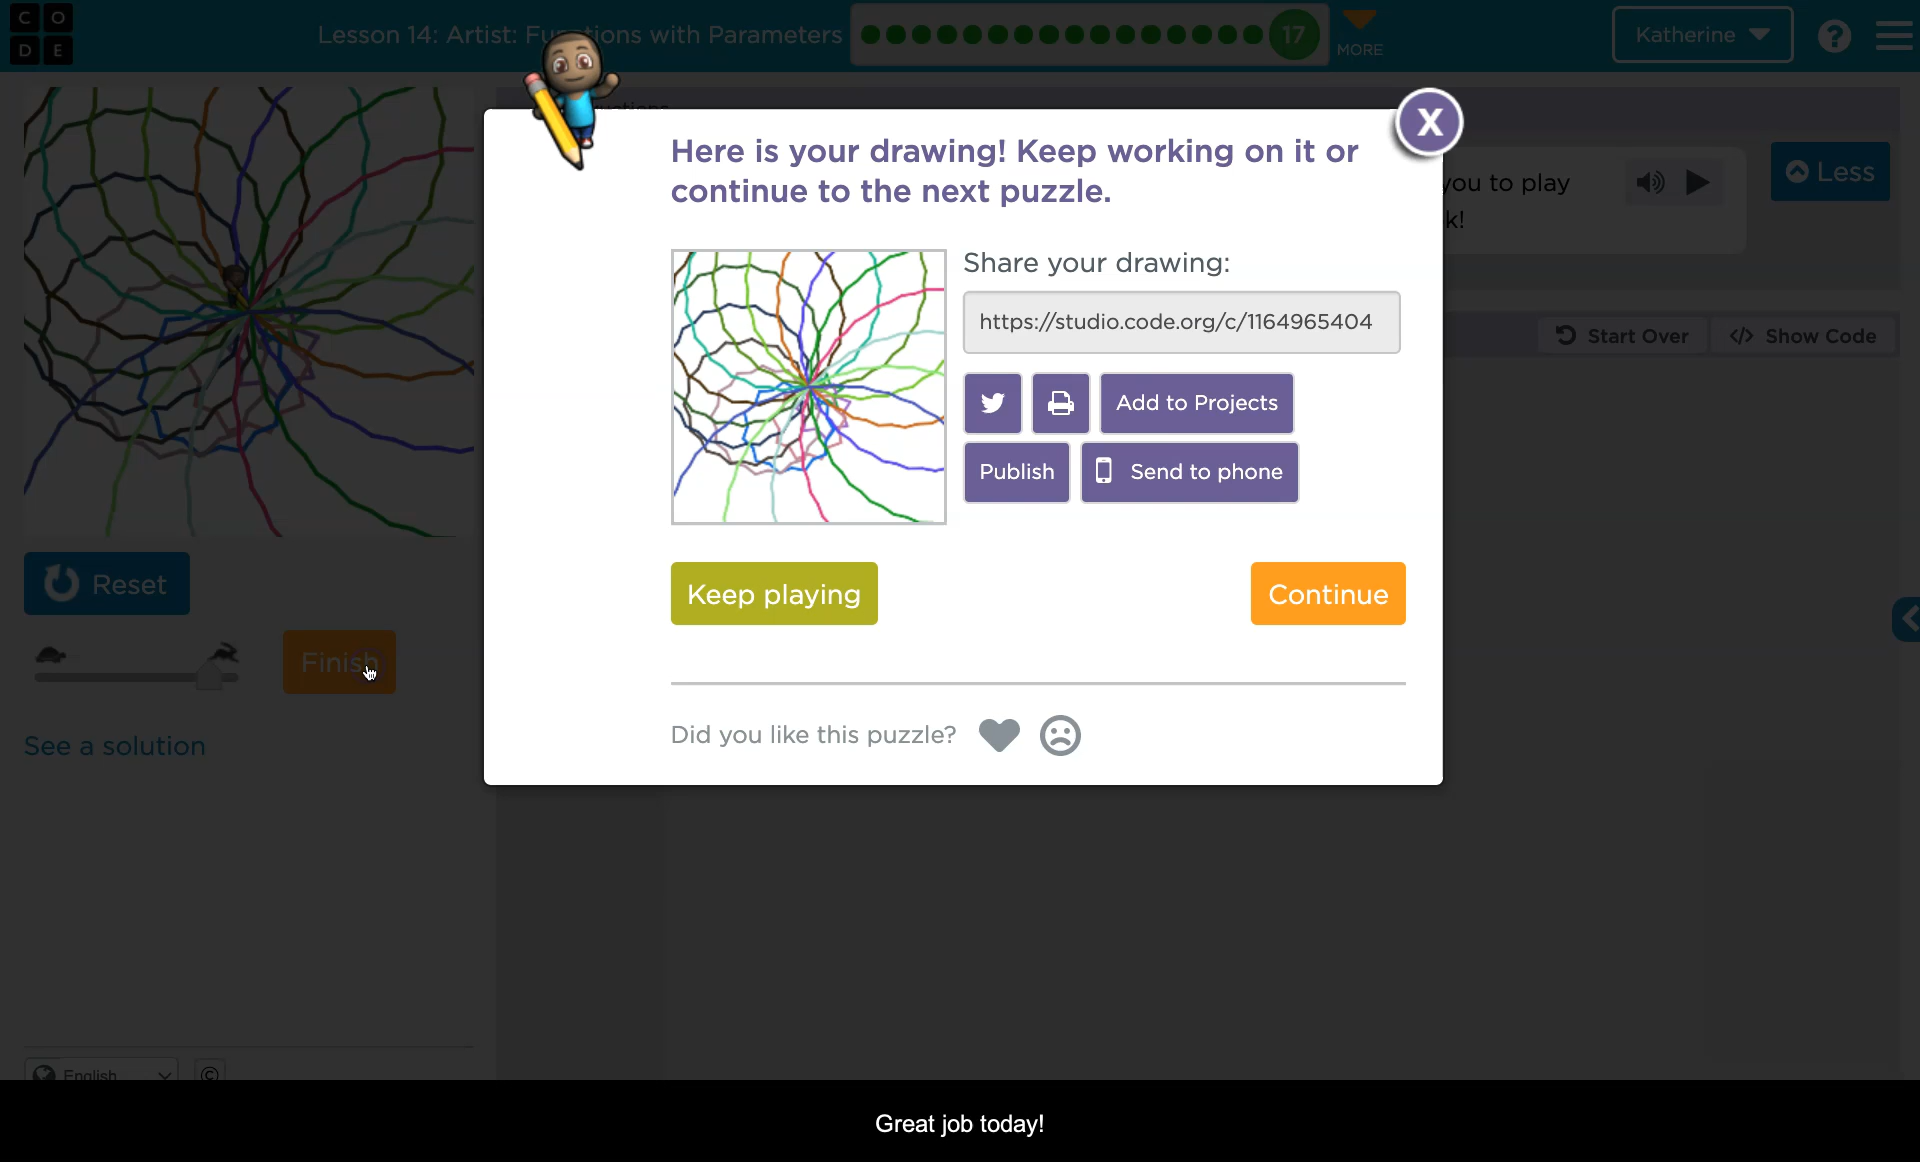 C O
D E
Lesson 14: Artist: Functions with Parameters
17
MORE
Katherine
?
Here is your drawing! Keep working on it or
continue to the next puzzle.
X
you to play
k!
Less
Share your drawing:
https://studio.code.org/c/1164965404
Add to Projects
Publish
Send to phone
Start Over
</> Show Code
Reset
Keep playing
Continue
Finish
See a solution
Did you like this puzzle?
English
©
Great job today!